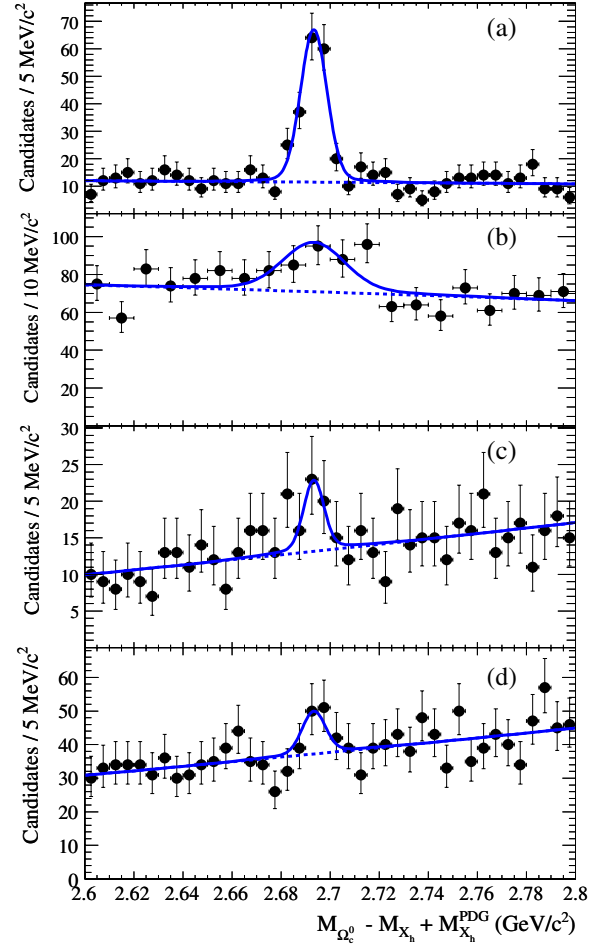 (a)
Candidates / 5 MeV/c²
70
60
50
40
30
20
10
(b)
Candidates / 10 MeV/c²
100
80
60
40
20
(c)
Candidates / 5 MeV/c²
30
25
20
15
10
5
(d)
Candidates / 5 MeV/c²
60
50
40
30
20
10
0
2.6 2.62 2.64 2.66 2.68 2.7 2.72 2.74 2.76 2.78 2.8
M_{Ω_c^0} - M_{X_h} + M_{X_h}^{PDG} (GeV/c²)